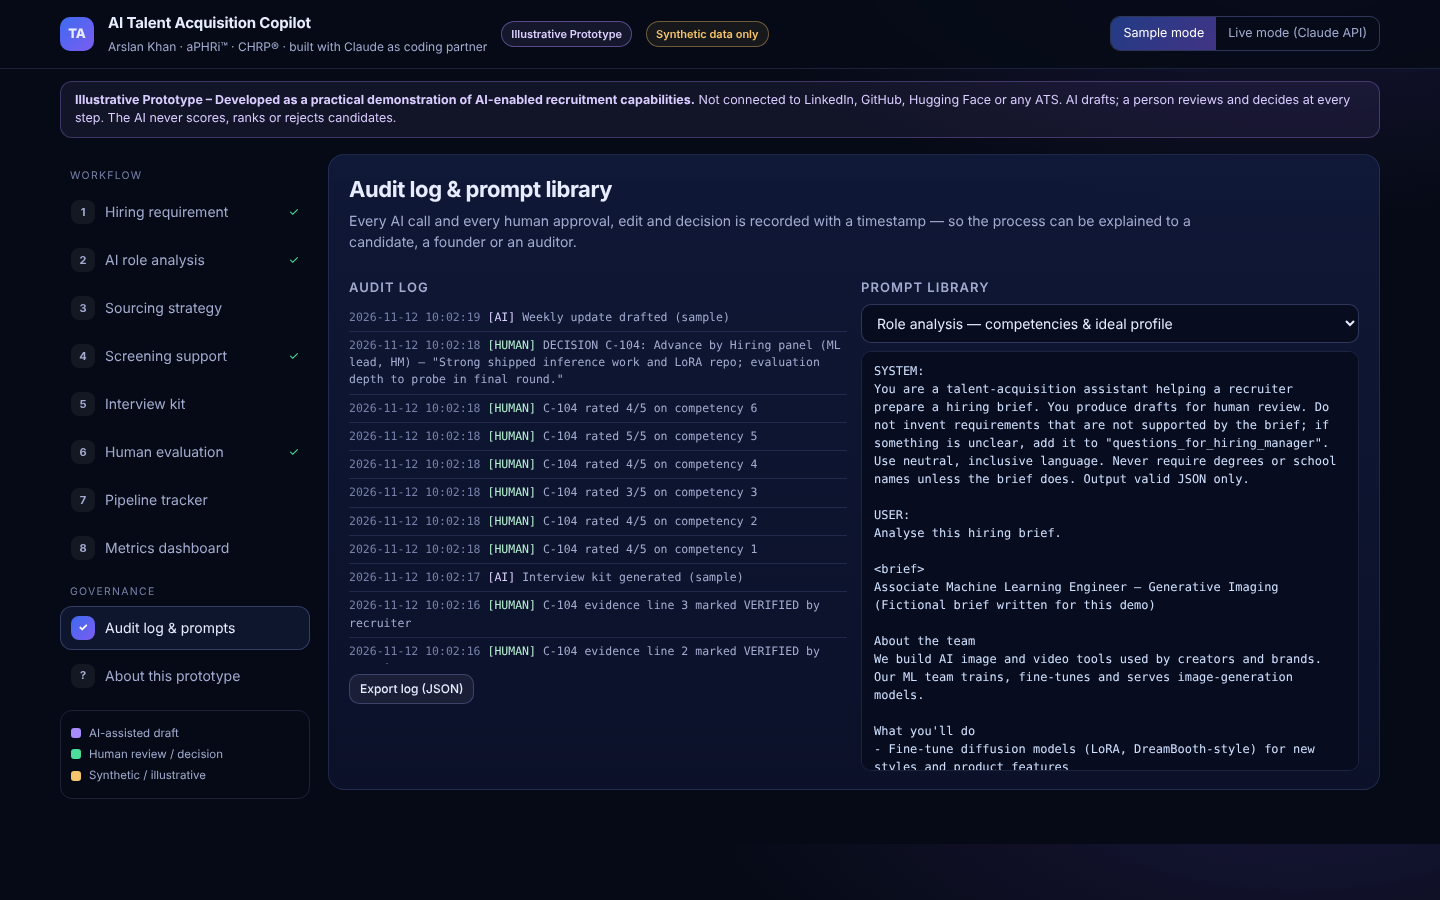 TA
AI Talent Acquisition Copilot
Arslan Khan · aPHRi™ · CHRP® · built with Claude as coding partner
Illustrative Prototype
Synthetic data only
Sample mode
Live mode (Claude API)
Illustrative Prototype – Developed as a practical demonstration of AI-enabled recruitment capabilities. Not connected to LinkedIn, GitHub, Hugging Face or any ATS. AI drafts; a person reviews and decides at every
step. The AI never scores, ranks or rejects candidates.
WORKFLOW
1 Hiring requirement ✓
2 AI role analysis ✓
3 Sourcing strategy
4 Screening support ✓
5 Interview kit
6 Human evaluation ✓
7 Pipeline tracker
8 Metrics dashboard
GOVERNANCE
✓ Audit log & prompts
? About this prototype
AI-assisted draft
Human review / decision
Synthetic / illustrative
Audit log & prompt library
Every AI call and every human approval, edit and decision is recorded with a timestamp — so the process can be explained to a
candidate, a founder or an auditor.
AUDIT LOG
2026-11-12 10:02:19 [AI] Weekly update drafted (sample)
2026-11-12 10:02:18 [HUMAN] DECISION C-104: Advance by Hiring panel (ML
lead, HM) — "Strong shipped inference work and LoRA repo; evaluation
depth to probe in final round."
2026-11-12 10:02:18 [HUMAN] C-104 rated 4/5 on competency 6
2026-11-12 10:02:18 [HUMAN] C-104 rated 5/5 on competency 5
2026-11-12 10:02:18 [HUMAN] C-104 rated 4/5 on competency 4
2026-11-12 10:02:18 [HUMAN] C-104 rated 3/5 on competency 3
2026-11-12 10:02:18 [HUMAN] C-104 rated 4/5 on competency 2
2026-11-12 10:02:18 [HUMAN] C-104 rated 4/5 on competency 1
2026-11-12 10:02:17 [AI] Interview kit generated (sample)
2026-11-12 10:02:16 [HUMAN] C-104 evidence line 3 marked VERIFIED by
recruiter
2026-11-12 10:02:16 [HUMAN] C-104 evidence line 2 marked VERIFIED by
Export log (JSON)
PROMPT LIBRARY
Role analysis — competencies & ideal profile
SYSTEM:
You are a talent-acquisition assistant helping a recruiter
prepare a hiring brief. You produce drafts for human review. Do
not invent requirements that are not supported by the brief; if
something is unclear, add it to "questions_for_hiring_manager".
Use neutral, inclusive language. Never require degrees or school
names unless the brief does. Output valid JSON only.
USER:
Analyse this hiring brief.
<brief>
Associate Machine Learning Engineer — Generative Imaging
(Fictional brief written for this demo)
About the team
We build AI image and video tools used by creators and brands.
Our ML team trains, fine-tunes and serves image-generation
models.
What you'll do
- Fine-tune diffusion models (LoRA, DreamBooth-style) for new
styles and product features